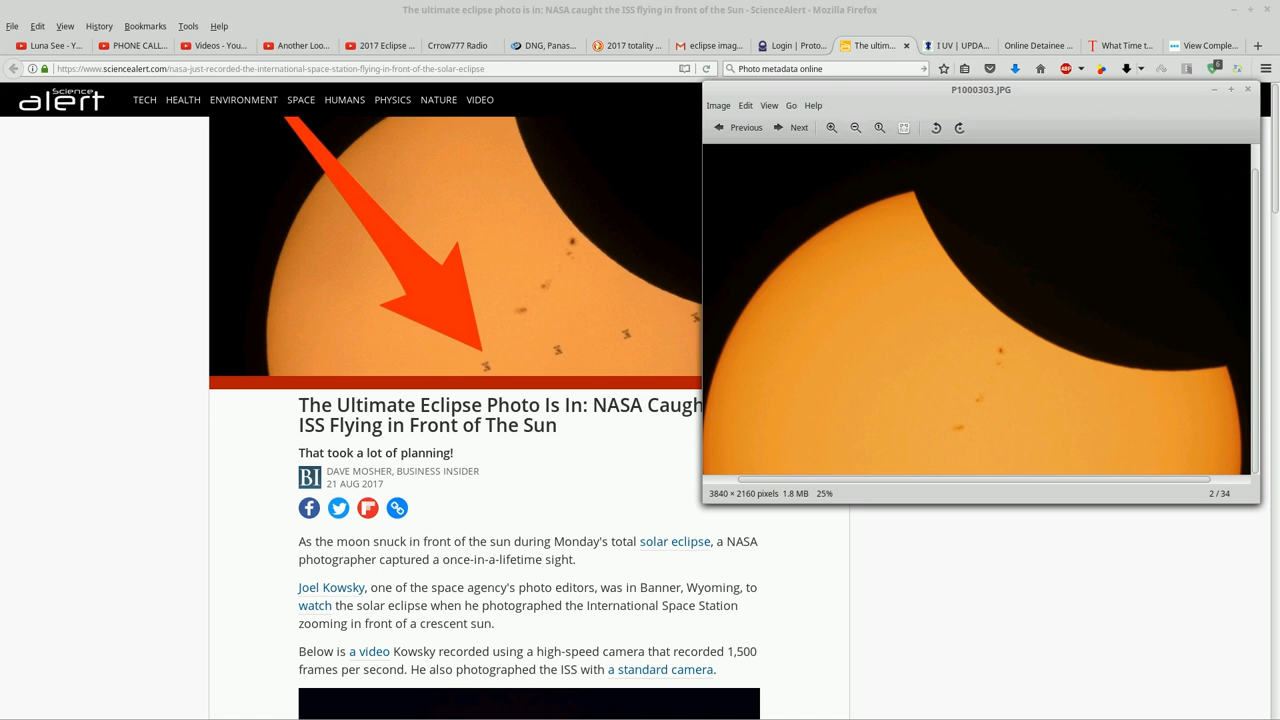 The ultimate eclipse photo is in: NASA caught the ISS flying in front of the Sun - ScienceAlert - Mozilla Firefox
File Edit View History Bookmarks Tools Help
Luna See - Y... PHONE CALL... Videos - You... Another Loo... 2017 Eclipse ... Crrow777 Radio DNG, Panas... 2017 totality ... eclipse imag... Login | Proto... The ultim... I UV | UPDA... Online Detainee ... What Time t... View Comple...
https://www.sciencealert.com/nasa-just-recorded-the-international-space-station-flying-in-front-of-the-solar-eclipse
Photo metadata online
ABP
6
science
alert
TECH HEALTH ENVIRONMENT SPACE HUMANS PHYSICS NATURE VIDEO
P1000303.JPG
Image Edit View Go Help
Previous Next
3840 × 2160 pixels 1.8 MB 25%
2 / 34
The Ultimate Eclipse Photo Is In: NASA Caugh
ISS Flying in Front of The Sun
That took a lot of planning!
BI
DAVE MOSHER, BUSINESS INSIDER
21 AUG 2017
As the moon snuck in front of the sun during Monday's total solar eclipse, a NASA
photographer captured a once-in-a-lifetime sight.
Joel Kowsky, one of the space agency's photo editors, was in Banner, Wyoming, to
watch the solar eclipse when he photographed the International Space Station
zooming in front of a crescent sun.
Below is a video Kowsky recorded using a high-speed camera that recorded 1,500
frames per second. He also photographed the ISS with a standard camera.